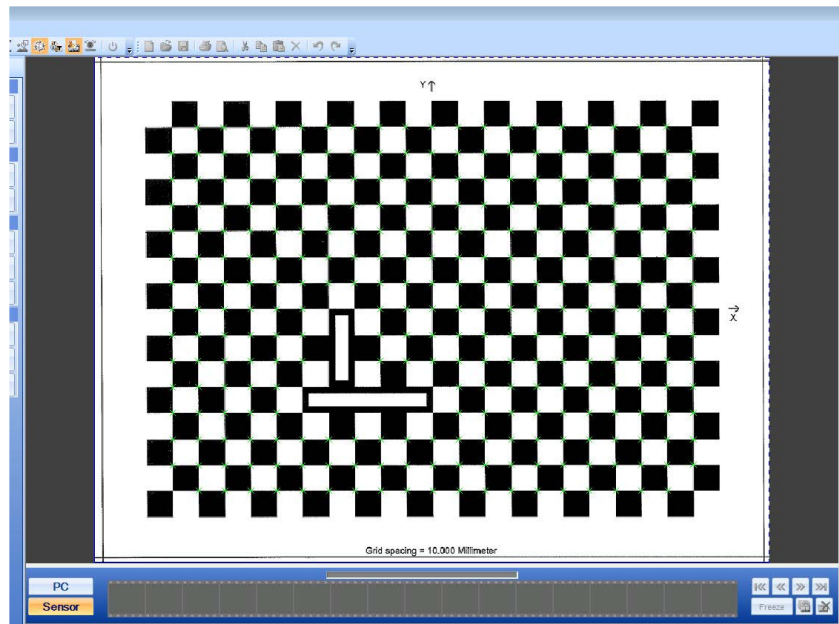 Y
X
Grid spacing = 10.000 Millimeter
PC
Sensor
Freeze